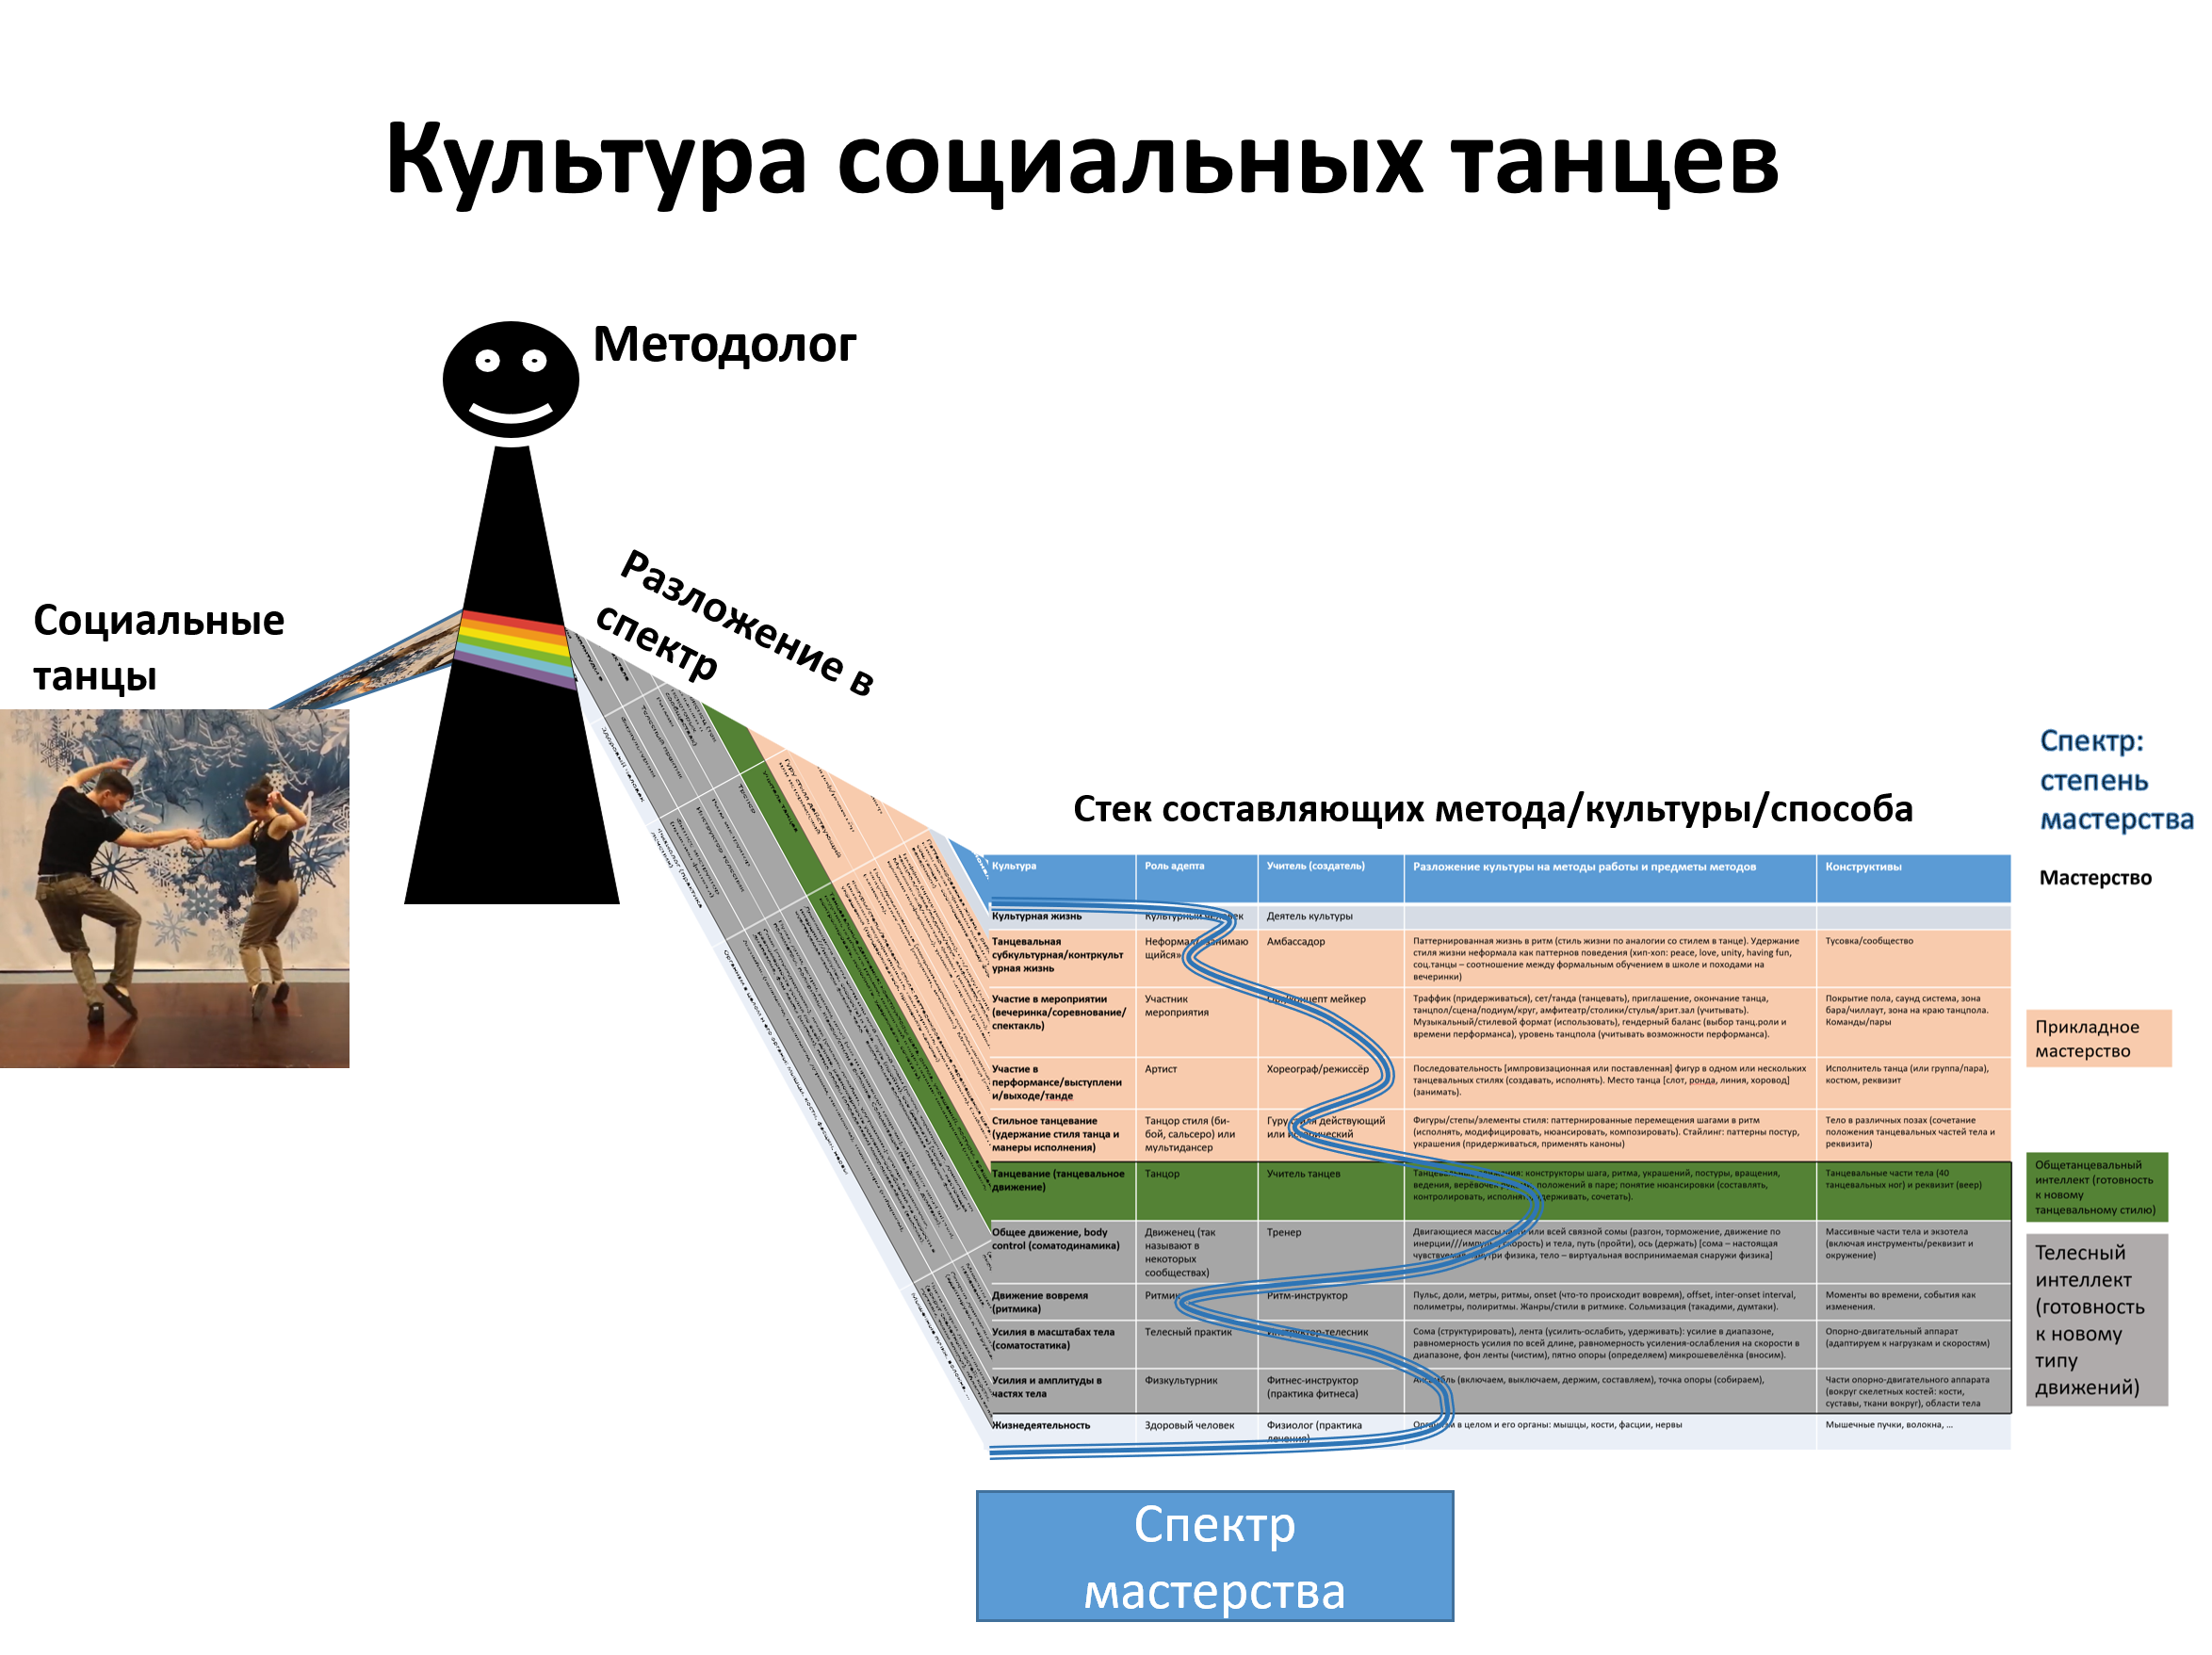 Культура социальных танцев
Методолог
Социальные
танцы
Разложение в
спектр
Стек составляющих метода/культуры/способа
Спектр:
степень
мастерства
Мастерство
Культура
Роль адепта
Учитель (создатель)
Разложение культуры на методы работы и предметы методов
Конструктивы
Культурная жизнь
Культурный человек
Деятель культуры
Танцевальная
субкультурная/контркульт
урная жизнь
Неформал
щийся»
Амбассадор
Паттернированная жизнь в ритм (стиль жизни по аналогии со стилем в танце). Удержание
стиля жизни неформала как паттернов поведения (хип-хоп: peace, love, unity, having fun,
соц.танцы – соотношение между формальным обучением в школе и походами на
вечеринки)
Тусовка/сообщество
Участие в мероприятии
(вечеринка/соревнование/
спектакль)
Участник
мероприятия
мейкер
Траффик (придерживаться), сет/танда (танцевать), приглашение, окончание танца,
танцпол/сцена/подиум/круг, амфитеатр/столики/стулья/зрит.зал (учитывать).
Музыкальный/стилевой формат (использовать), гендерный баланс (выбор танц.роли и
времени перформанса), уровень танцпола (учитывать возможности перформанса).
Покрытие пола, саунд система, зона
бара/чиллаут, зона на краю танцпола.
Команды/пары
Участие в
перформансе/выступлени
и/выходе/танде
Артист
Хореограф/режиссёр
Последовательность [импровизационная или поставленная] фигур в одном или нескольких
танцевальных стилях (создавать, исполнять). Место танца [слот, ронда, линия, хоровод]
(занимать).
Исполнитель танца (или группа/пара),
костюм, реквизит
Стильное танцевание
(удержание стиля танца и
манеры исполнения)
Танцор стиля (би-
бой, сальсеро) или
мультидансер
Гуру стиля действующий
или исторический
Фигуры/степы/элементы стиля: паттернированные перемещения шагами в ритм
(исполнять, модифицировать, нюансировать, композировать). Стайлинг: паттерны постур,
украшения (придерживаться, применять каноны)
Тело в различных позах (сочетание
положения танцевальных частей тела и
реквизита)
Танцевание (танцевальное
движение)
Танцор
Учитель танцев
Танцевальные движения: конструкторы шага, ритма, украшений, постуры, вращения,
ведения, верёвочек положений в паре; понятие нюансировки (составлять,
контролировать, исполнять, удерживать, сочетать).
Танцевальные части тела (40
танцевальных ног) и реквизит (веер)
Общее движение, body
control (соматодинамика)
Движенец (так
называют в
некоторых
сообществах)
Тренер
Двигающиеся массы части или всей связной сомы (разгон, торможение, движение по
инерции///импульс, скорость) и тела, путь (пройти), ось (держать) [сома – настоящая
чувствуемая изнутри физика, тело – виртуальная воспринимаемая снаружи физика]
Массивные части тела и экзотела
(включая инструменты/реквизит и
окружение)
Движение вовремя
(ритмика)
Ритмик
Ритм-инструктор
Пульс, доли, метры, ритмы, onset (что-то происходит вовремя), offset, inter-onset interval,
полиметры, полиритмы. Жанры/стили в ритмике. Сольмизация (такадими, думтаки).
Моменты во времени, события как
изменения.
Усилия в масштабах тела
(соматостатика)
Телесный практик
Инструктор-телесник
Сома (структурировать), лента (усилить-ослабить, удерживать): усилие в диапазоне,
равномерность усилия по всей длине, равномерность усиления-ослабления на скорости в
диапазоне, фон ленты (чистим), пятно опоры (определяем) микрошевелёнка (вносим).
Опорно-двигательный аппарат
(адаптируем к нагрузкам и скоростям)
Усилия и амплитуды в
частях тела
Физкультурник
Фитнес-инструктор
(практика фитнеса)
Ансамбль (включаем, выключаем, держим, составляем), точка опоры (собираем),
Части опорно-двигательного аппарата
(вокруг скелетных костей: кости,
суставы, ткани вокруг), области тела
Жизнедеятельность
Здоровый человек
Физиолог (практика
лечения)
Организм в целом и его органы: мышцы, кости, фасции, нервы
Мышечные пучки, волокна, ...
Прикладное
мастерство
Общетанцевальный
интеллект (готовность
к новому
танцевальному стилю)
Телесный
интеллект
(готовность
к новому
типу
движений)
Спектр
мастерства